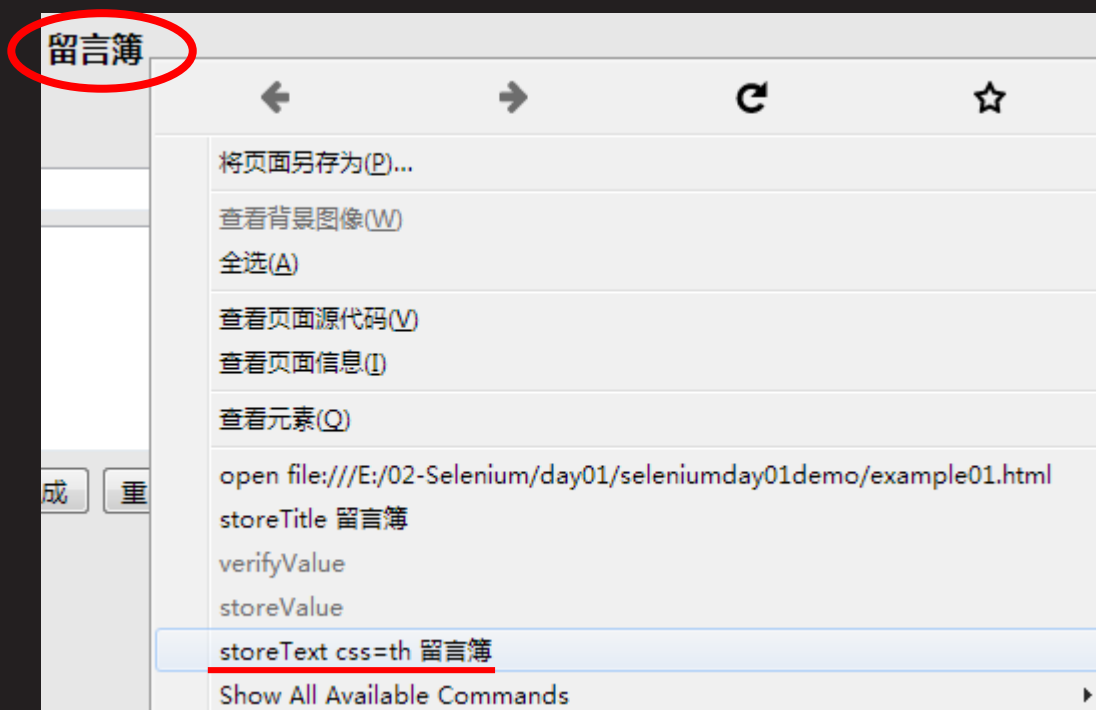 留言簿
将页面另存为(P)...
查看背景图像(W)
全选(A)
查看页面源代码(V)
查看页面信息(I)
查看元素(Q)
open file:///E:/02-Selenium/day01/seleniumday01demo/example01.html
成 重
storeTitle 留言簿
verifyValue
storeValue
storeText css=th 留言簿
Show All Available Commands